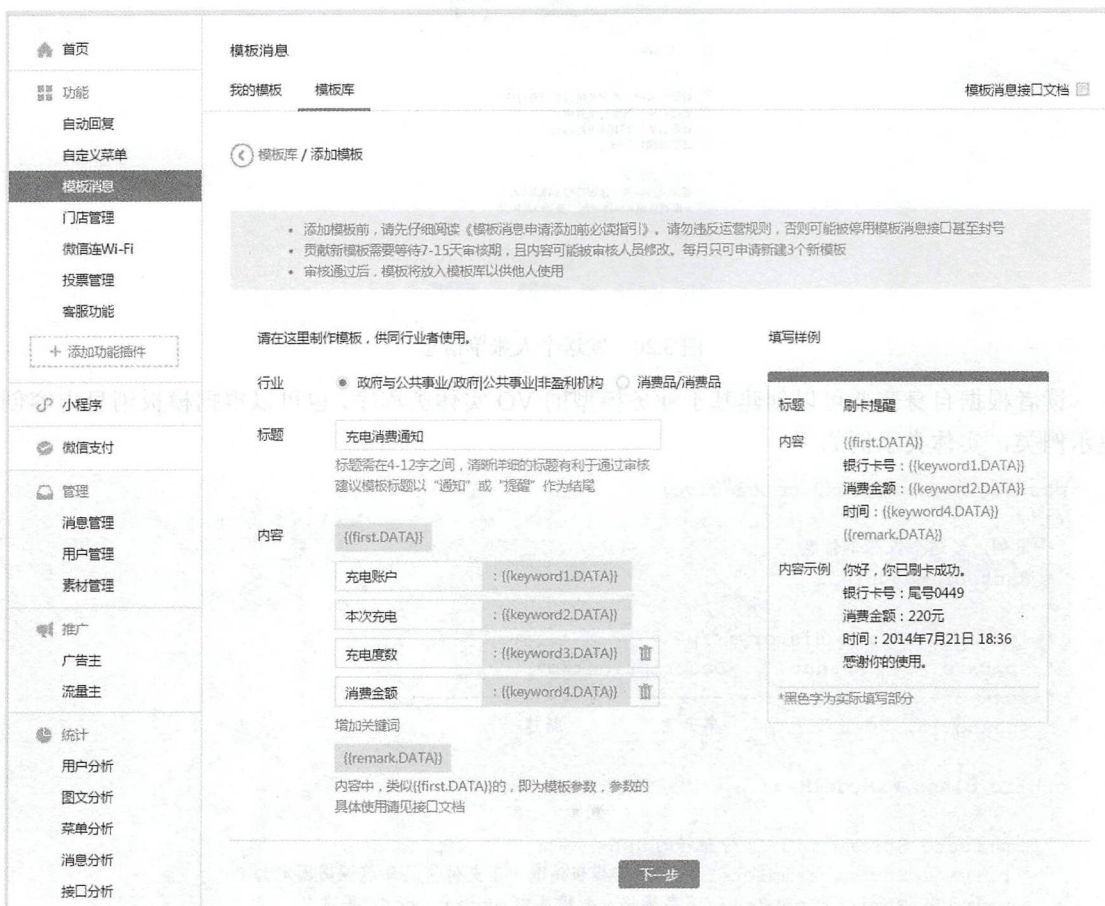 首页
功能
自动回复
自定义菜单
模板消息
门店管理
微信连Wi-Fi
投票管理
客服功能
+ 添加功能插件
小程序
微信支付
管理
消息管理
用户管理
素材管理
推广
广告主
流量主
统计
用户分析
图文分析
菜单分析
消息分析
接口分析
模板消息
我的模板 模板库 模板消息接口文档
模板库 / 添加模板
• 添加模板前，请先仔细阅读《模板消息申请添加前必读指引》。请勿违反运营规则，否则可能被停用模板消息接口甚至封号
• 贡献新模板需要等待7-15天审核期，且内容可能被审核人员修改。每月只可申请新建3个新模板
• 审核通过后，模板将放入模板库以供他人使用
请在这里制作模板，供同行业者使用。
行业 政府与公共事业/政府|公共事业|非盈利机构 消费品/消费品
标题 充电消费通知
标题需在4-12字之间，清晰详细的标题有利于通过审核
建议模板标题以“通知”或“提醒”作为结尾
内容 {{first.DATA}}
充电账户 : {{keyword1.DATA}}
本次充电 : {{keyword2.DATA}}
充电度数 : {{keyword3.DATA}}
消费金额 : {{keyword4.DATA}}
增加关键词
{{remark.DATA}}
内容中，类似{{first.DATA}}的，即为模板参数，参数的
具体使用请见接口文档
下一步
填写样例
标题 刷卡提醒
内容 {{first.DATA}}
银行卡号：{{keyword1.DATA}}
消费金额：{{keyword2.DATA}}
时间：{{keyword4.DATA}}
{{remark.DATA}}
内容示例 你好，你已刷卡成功。
银行卡号：尾号0449
消费金额：220元
时间：2014年7月21日 18:36
感谢你的使用。
*黑色字为实际填写部分